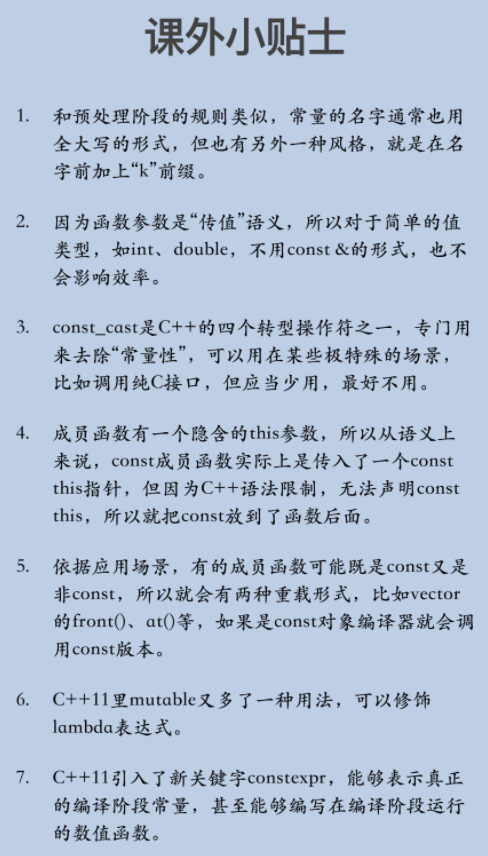 课外小贴士
1. 和预处理阶段的规则类似，常量的名字通常也用
全大写的形式，但也有另外一种风格，就是在名
字前加上“k”前缀。
2. 因为函数参数是“传值”语义，所以对于简单的值
类型，如int、double，不用const &的形式，也不
会影响效率。
3. const_cast是C++的四个转型操作符之一，专门用
来去除“常量性”，可以用在某些极特殊的场景，
比如调用纯C接口，但应当少用，最好不用。
4. 成员函数有一个隐含的this参数，所以从语义上
来说，const成员函数实际上是传入了一个const
this指针，但因为C++语法限制，无法声明const
this，所以就把const放到了函数后面。
5. 依据应用场景，有的成员函数可能既是const又是
非const，所以就会有两种重载形式，比如vector
的front()、at()等，如果是const对象编译器就会调
用const版本。
6. C++11里mutable又多了一种用法，可以修饰
lambda表达式。
7. C++11引入了新关键字constexpr，能够表示真正
的编译阶段常量，甚至能够编写在编译阶段运行
的数值函数。